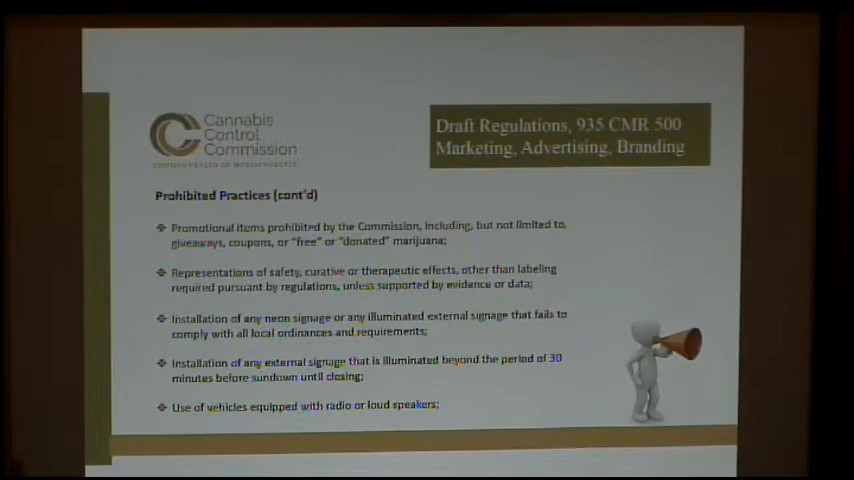 Cannabis
Control
Commission
COMMONWEALTH OF MASSACHUSETTS
Draft Regulations, 935 CMR 500
Marketing, Advertising, Branding
Prohibited Practices (cont'd)
❖ Promotional items prohibited by the Commission, including, but not limited to,
giveaways, coupons, or "free" or "donated" marijuana;
❖ Representations of safety, curative or therapeutic effects, other than labeling
required pursuant by regulations, unless supported by evidence or data;
❖ Installation of any neon signage or any illuminated external signage that fails to
comply with all local ordinances and requirements;
❖ Installation of any external signage that is illuminated beyond the period of 30
minutes before sundown until closing;
❖ Use of vehicles equipped with radio or loud speakers;